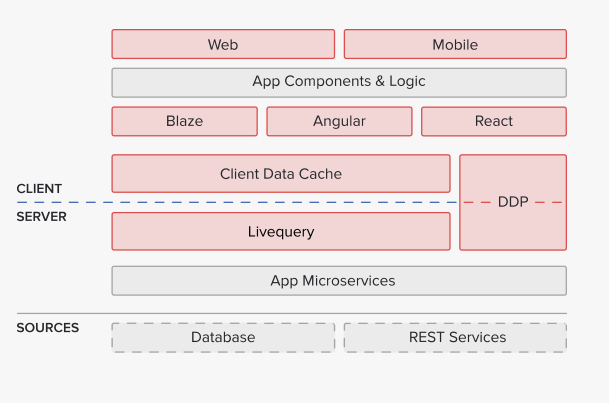 Web
Mobile
App Components & Logic
Blaze
Angular
React
Client Data Cache
CLIENT
DDP
SERVER
Livequery
App Microservices
SOURCES
Database
REST Services